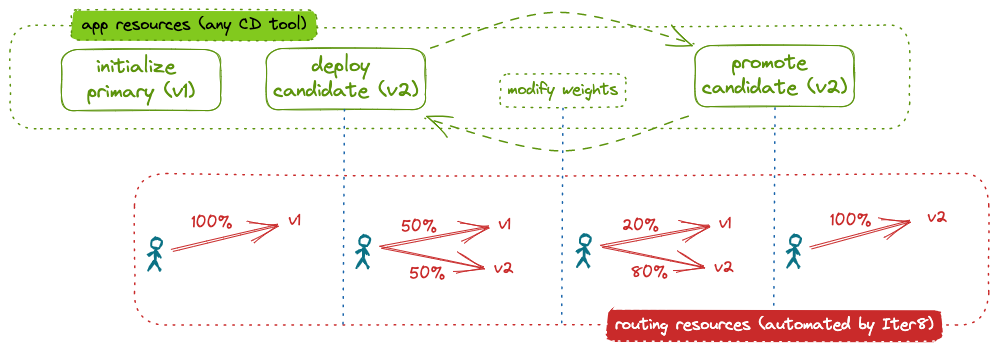 app resources (any CD tool)
initialize
primary (v1)
deploy
candidate (v2)
modify weights
promote
candidate (v2)
100%
v1
50%
v1
50%
v2
20%
v1
80%
v2
100%
v2
routing resources (automated by Iter8)